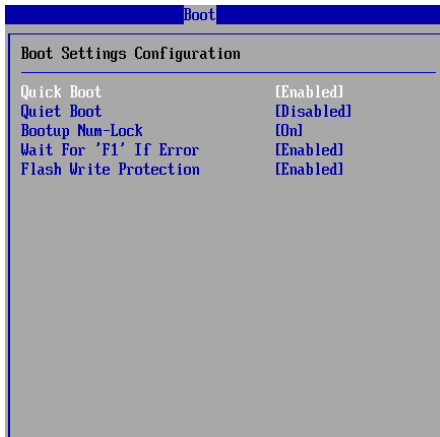 Boot
Boot Settings Configuration
Quick Boot [Enabled]
Quiet Boot [Disabled]
Bootup Num-Lock [On]
Wait For 'F1' If Error [Enabled]
Flash Write Protection [Enabled]